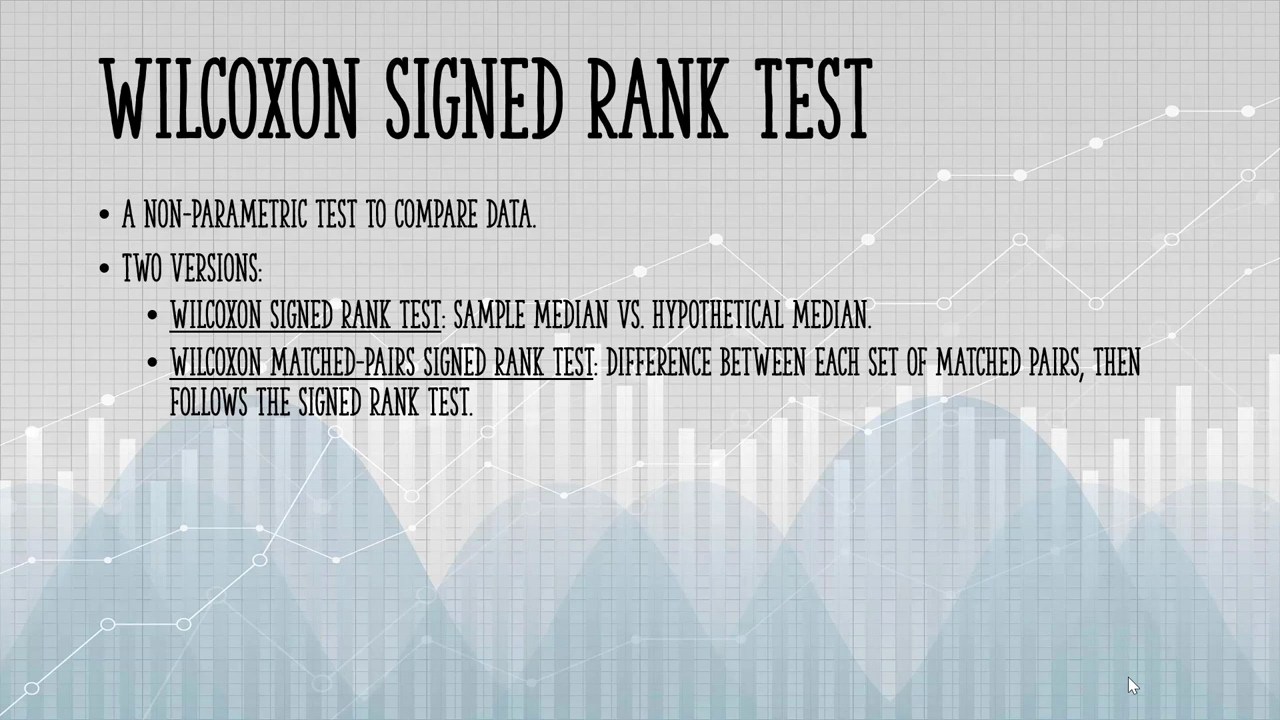 WILCOXON SIGNED RANK TEST
• A NON-PARAMETRIC TEST TO COMPARE DATA.
• TWO VERSIONS:
• WILCOXON SIGNED RANK TEST: SAMPLE MEDIAN VS. HYPOTHETICAL MEDIAN.
• WILCOXON MATCHED-PAIRS SIGNED RANK TEST: DIFFERENCE BETWEEN EACH SET OF MATCHED PAIRS, THEN
FOLLOWS THE SIGNED RANK TEST.